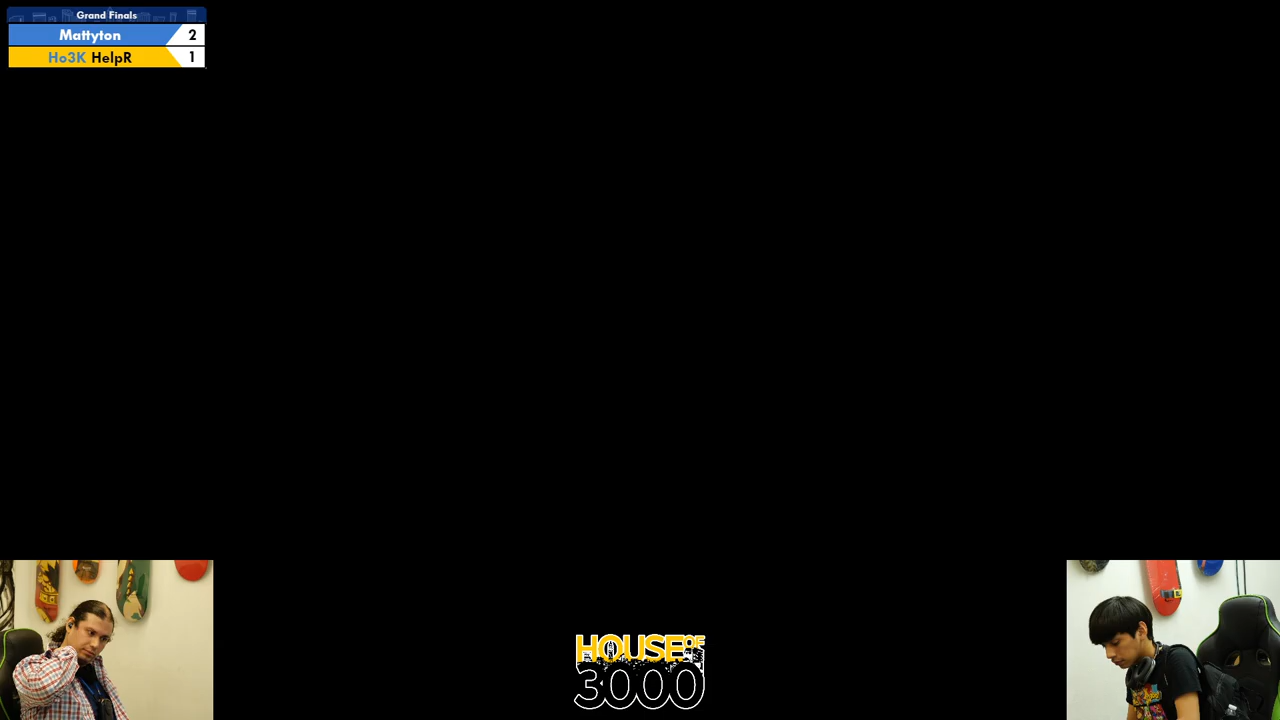 Grand Finals
Mattyton 2
Ho3K HelpR 1
HOUSE OF
3000